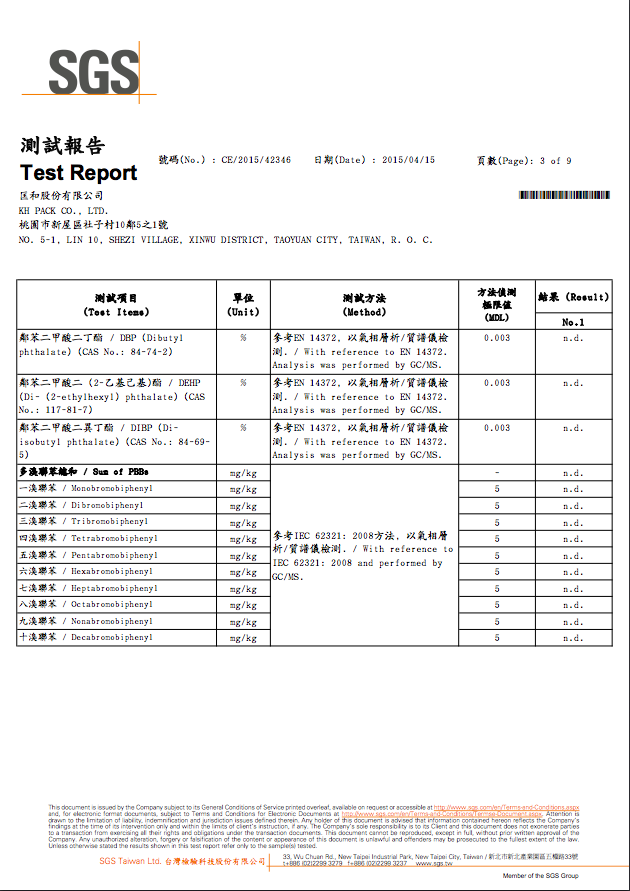 SGS
測試報告
Test Report
號碼(No.) : CE/2015/42346 日期(Date) : 2015/04/15 頁數(Page): 3 of 9
匡和股份有限公司
KH PACK CO., LTD.
桃園市新屋區社子村10鄰5之1號
NO. 5-1, LIN 10, SHEZI VILLAGE, XINWU DISTRICT, TAOYUAN CITY, TAIWAN, R. O. C.
測試項目 單位 測試方法 方法偵測 結果 (Result)
(Test Items) (Unit) (Method) 極限值
(MDL) No.1
鄰苯二甲酸二丁酯 / DBP (Dibutyl % 參考EN 14372, 以氣相層析/質譜儀檢 0.003 n.d.
phthalate) (CAS No.: 84-74-2) 測. / With reference to EN 14372.
Analysis was performed by GC/MS.
鄰苯二甲酸二 (2-乙基己基)酯 / DEHP % 參考EN 14372, 以氣相層析/質譜儀檢 0.003 n.d.
(Di- (2-ethylhexyl) phthalate) (CAS 測. / With reference to EN 14372.
No.: 117-81-7) Analysis was performed by GC/MS.
鄰苯二甲酸二異丁酯 / DIBP (Di- % 參考EN 14372, 以氣相層析/質譜儀檢 0.003 n.d.
isobutyl phthalate) (CAS No.: 84-69- 測. / With reference to EN 14372.
5) Analysis was performed by GC/MS.
多溴聯苯總和 / Sum of PBBs mg/kg - n.d.
一溴聯苯 / Monobromobiphenyl mg/kg 5 n.d.
二溴聯苯 / Dibromobiphenyl mg/kg 5 n.d.
三溴聯苯 / Tribromobiphenyl mg/kg 5 n.d.
四溴聯苯 / Tetrabromobiphenyl mg/kg 參考IEC 62321: 2008方法, 以氣相層 5 n.d.
五溴聯苯 / Pentabromobiphenyl mg/kg 析/質譜儀檢測. / With reference to 5 n.d.
六溴聯苯 / Hexabromobiphenyl mg/kg IEC 62321: 2008 and performed by 5 n.d.
七溴聯苯 / Heptabromobiphenyl mg/kg GC/MS. 5 n.d.
八溴聯苯 / Octabromobiphenyl mg/kg 5 n.d.
九溴聯苯 / Nonabromobiphenyl mg/kg 5 n.d.
十溴聯苯 / Decabromobiphenyl mg/kg 5 n.d.
This document is issued by the Company subject to its General Conditions of Service printed overleaf, available on request or accessible at http://www.sgs.com/en/Terms-and-Conditions.aspx
and, for electronic format documents, subject to Terms and Conditions for Electronic Documents at http://www.sgs.com/en/Terms-and-Conditions/Terms-e-Document.aspx. Attention is
drawn to the limitation of liability, indemnification and jurisdiction issues defined therein. Any holder of this document is advised that information contained hereon reflects the Company's
findings at the time of its intervention only and within the limits of client's instruction, if any. The Company's sole responsibility is to its Client and this document does not exonerate parties
to a transaction from exercising all their rights and obligations under the transaction documents. This document cannot be reproduced, except in full, without prior written approval of the
Company. Any unauthorized alteration, forgery or falsification of the content or appearance of this document is unlawful and offenders may be prosecuted to the fullest extent of the law.
Unless otherwise stated the results shown in this test report refer only to the sample(s) tested.
SGS Taiwan Ltd. 台灣檢驗科技股份有限公司 33, Wu Chuan Rd., New Taipei Industrial Park, New Taipei City, Taiwan / 新北市新北產業園區五權路33號
t+886 (02)2299 3279 f+886 (02)2299 3237 www.sgs.tw
Member of the SGS Group